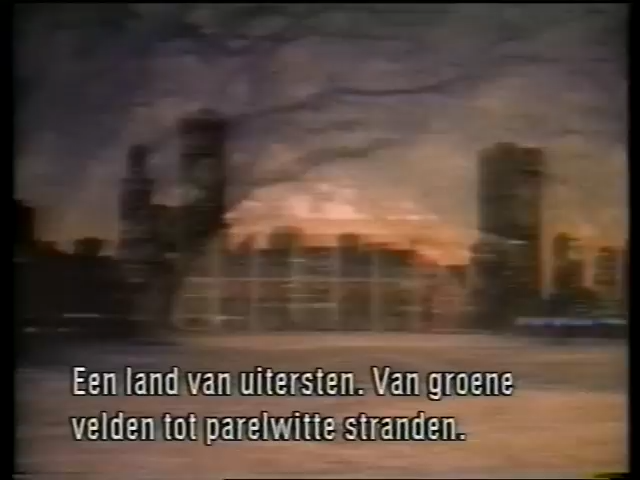 Een land van uitersten. Van groene
velden tot parelwitte stranden.